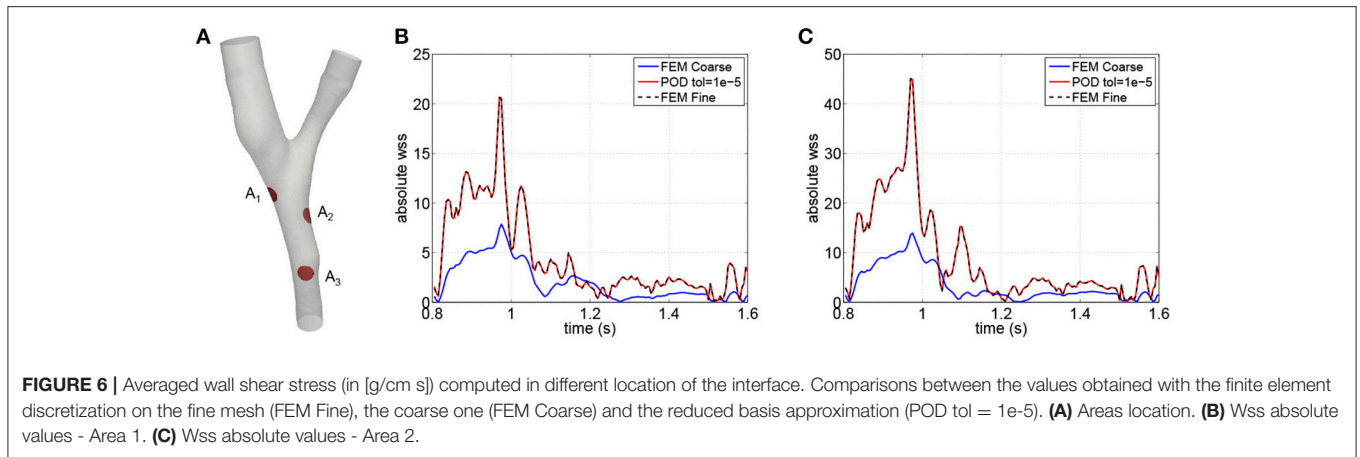 A
A1
A2
A3
B
25
20
15
10
5
0
absolute wss
0.8
1
1.2
1.4
1.6
time (s)
FEM Coarse
POD tol=1e-5
FEM Fine
C
50
40
30
20
10
0
absolute wss
0.8
1
1.2
1.4
1.6
time (s)
FEM Coarse
POD tol=1e-5
FEM Fine
FIGURE 6 | Averaged wall shear stress (in [g/cm s]) computed in different location of the interface. Comparisons between the values obtained with the finite element
discretization on the fine mesh (FEM Fine), the coarse one (FEM Coarse) and the reduced basis approximation (POD tol = 1e-5). (A) Areas location. (B) Wss absolute
values - Area 1. (C) Wss absolute values - Area 2.